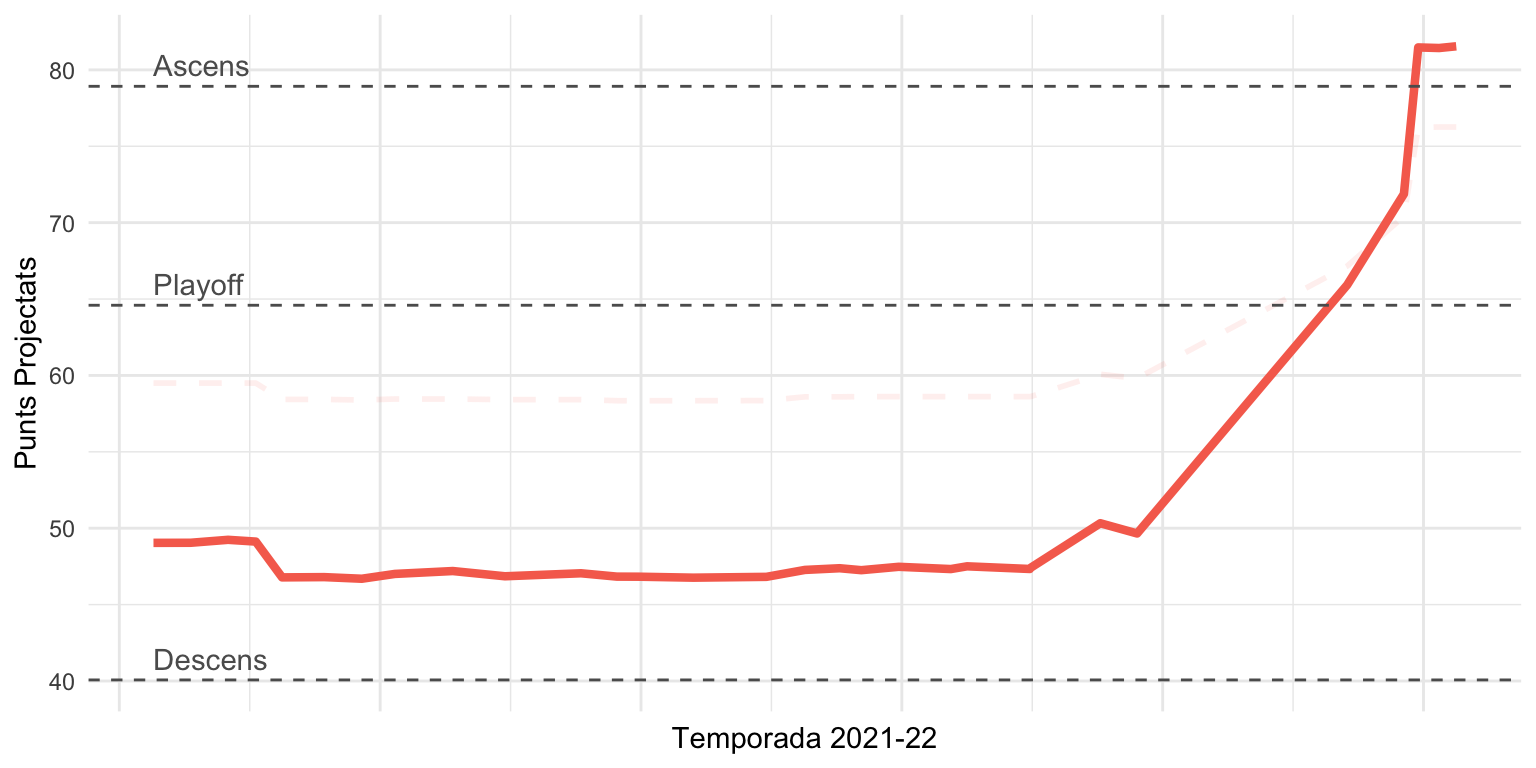 80
70
60
50
40
Ascens
Playoff
Descens
Punts Projectats
Temporada 2021-22